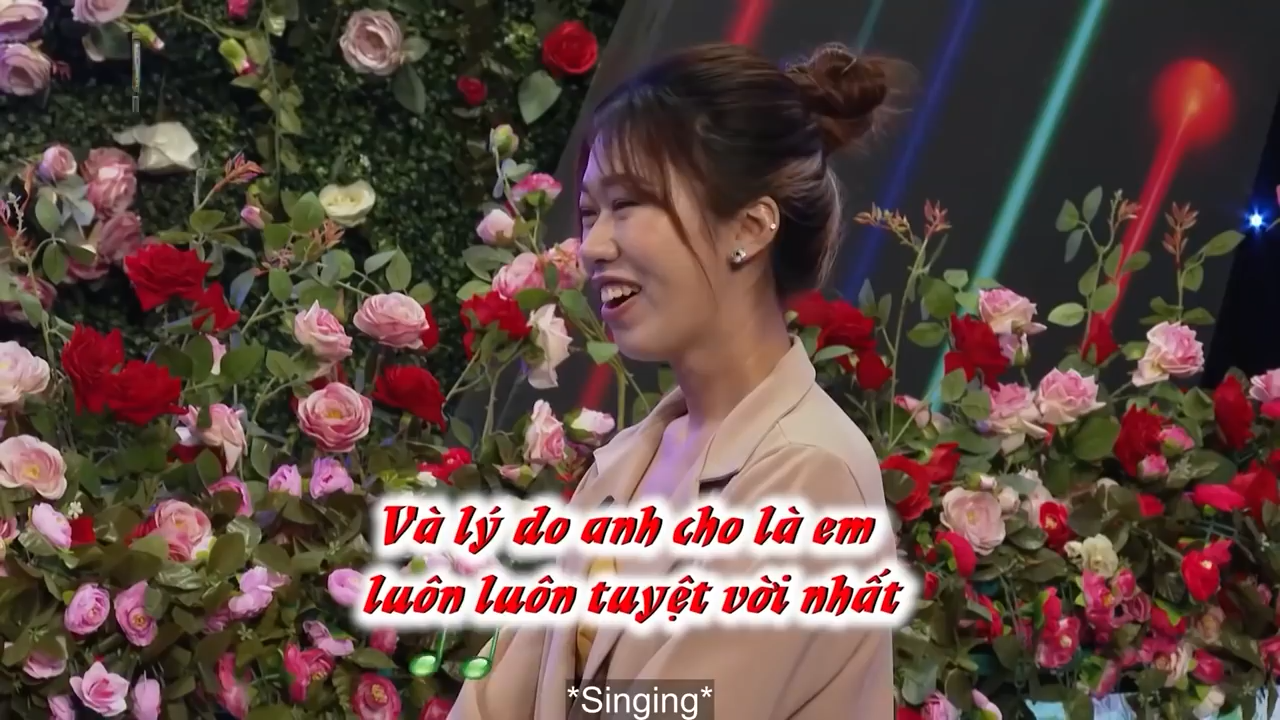 Và lý do anh cho là em
luôn luôn tuyệt vời nhất
*Singing*